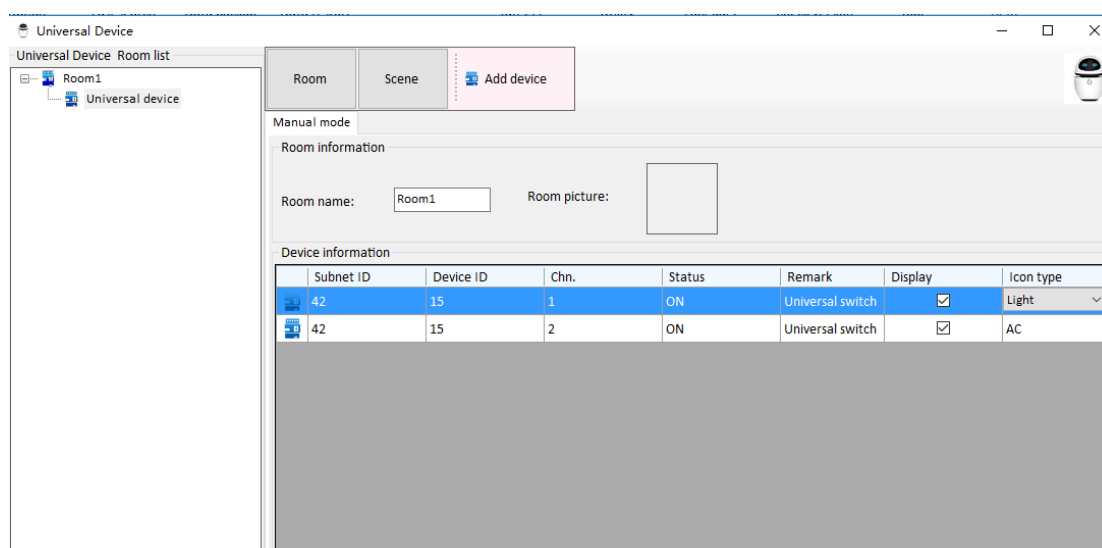 Universal Device
Universal Device Room list
Room1
Universal device
Room Scene Add device
Manual mode
Room information
Room name: Room1 Room picture:
Device information
Subnet ID Device ID Chn. Status Remark Display Icon type
42 15 1 ON Universal switch Light
42 15 2 ON Universal switch AC